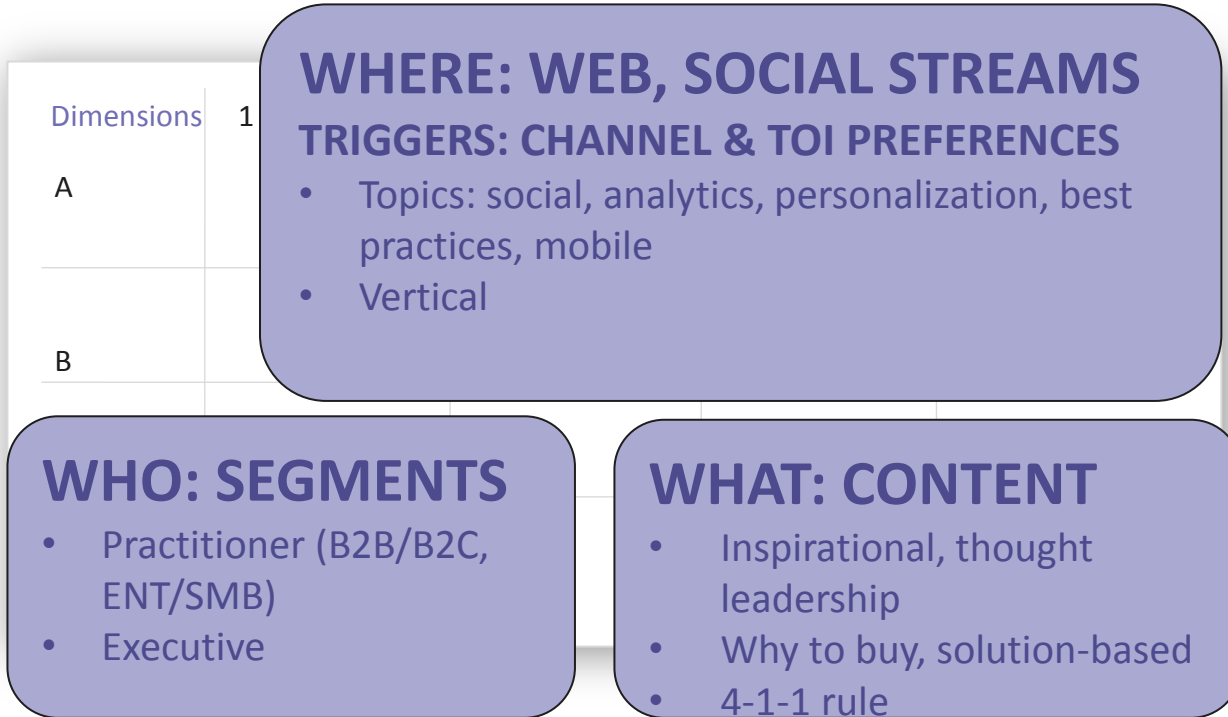 WHERE: WEB, SOCIAL STREAMS
TRIGGERS: CHANNEL & TOI PREFERENCES
• Topics: social, analytics, personalization, best
practices, mobile
• Vertical
Dimensions 1
A
B
WHO: SEGMENTS
• Practitioner (B2B/B2C,
ENT/SMB)
• Executive
WHAT: CONTENT
• Inspirational, thought
leadership
• Why to buy, solution-based
• 4-1-1 rule